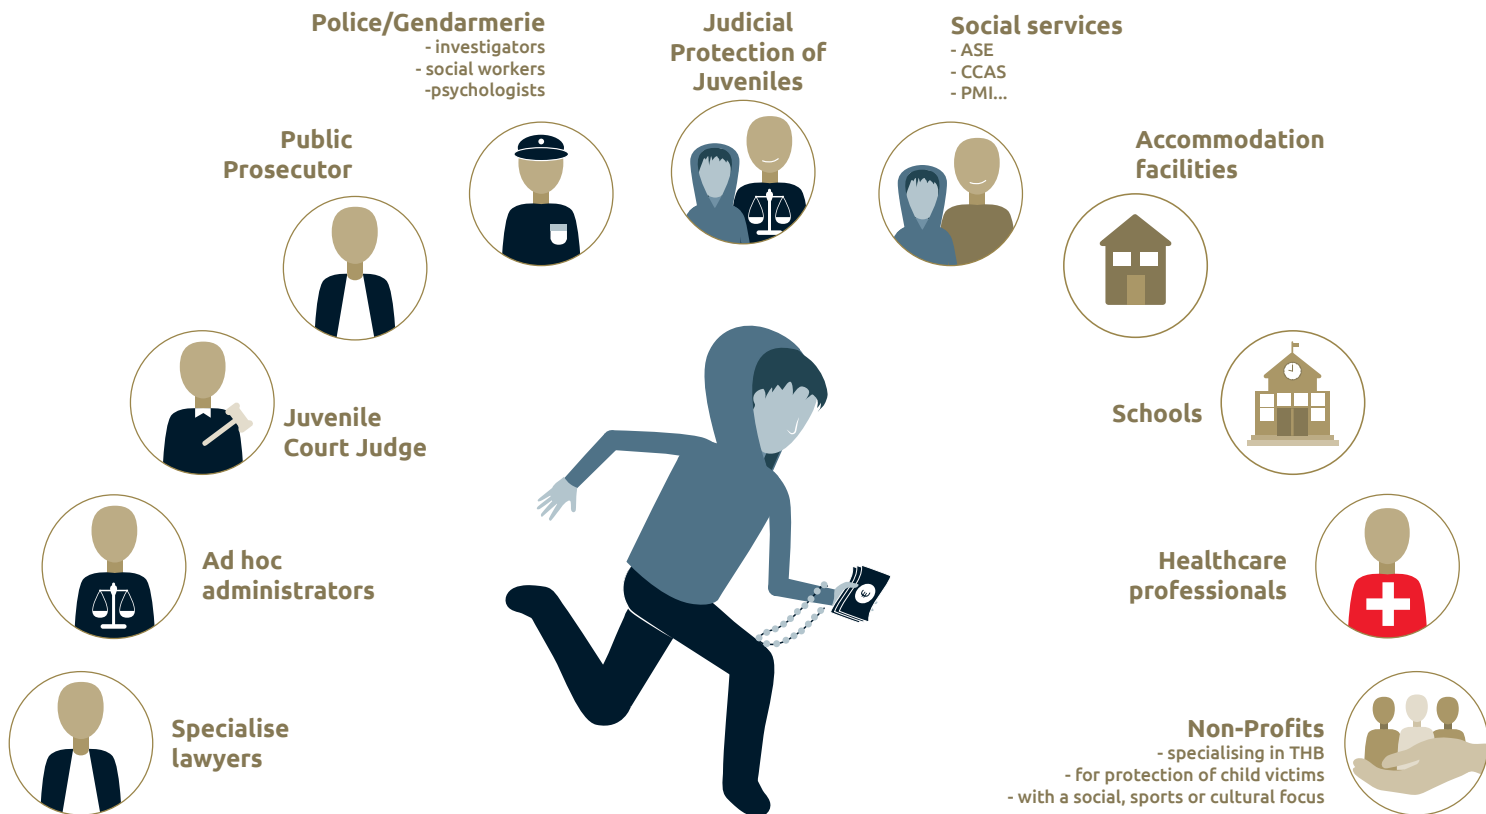 Police/Gendarmerie
- investigators
- social workers
-psychologists
Judicial
Protection of
Juveniles
Social services
- ASE
- CCAS
- PMI...
Public
Prosecutor
Accommodation
facilities
Juvenile
Court Judge
Schools
Ad hoc
administrators
Healthcare
professionals
€
Specialise
lawyers
Non-Profits
- specialising in THB
- for protection of child victims
- with a social, sports or cultural focus